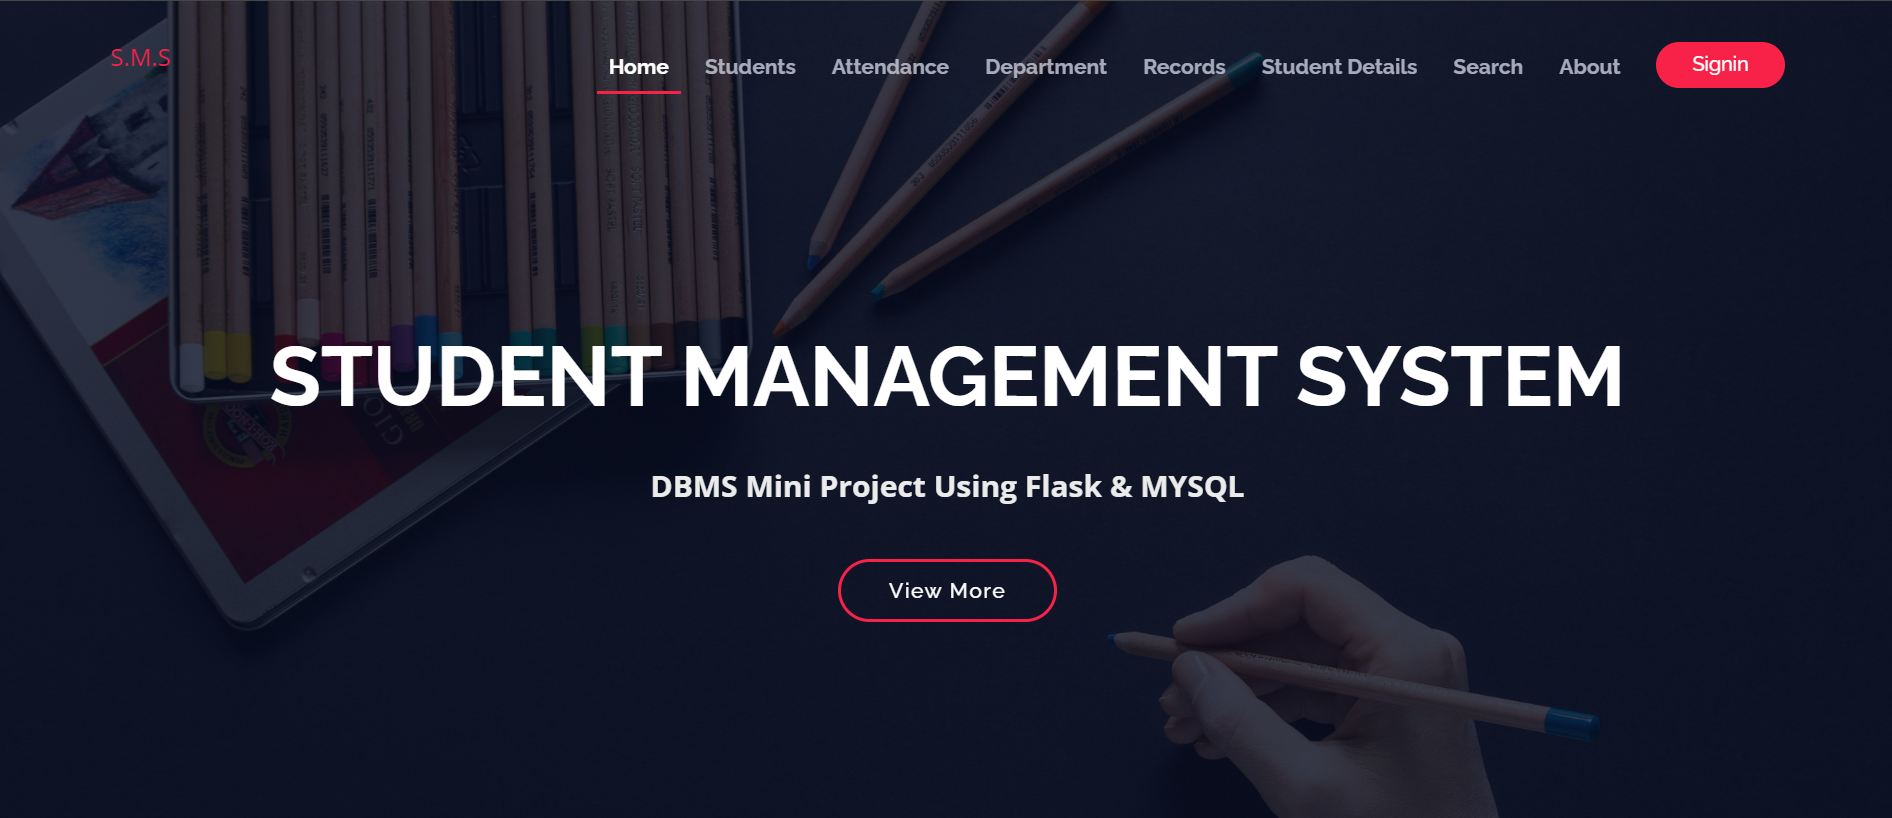 S.M.S
Home Students Attendance Department Records Student Details Search About Signin
STUDENT MANAGEMENT SYSTEM
DBMS Mini Project Using Flask & MYSQL
View More